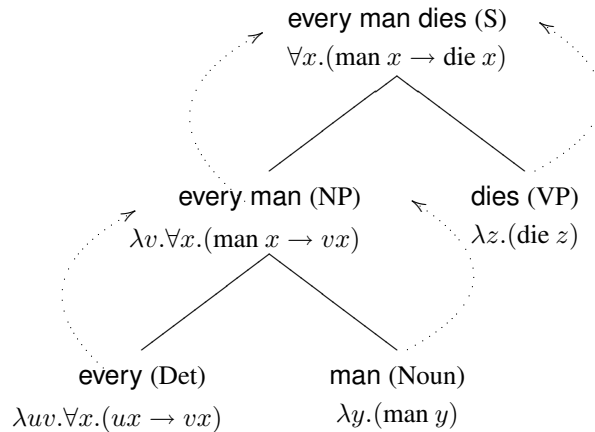 every man dies (S)
∀x.(man x → die x)
every man (NP) dies (VP)
λv.∀x.(man x → vx) λz.(die z)
every (Det) man (Noun)
λuv.∀x.(ux → vx) λy.(man y)